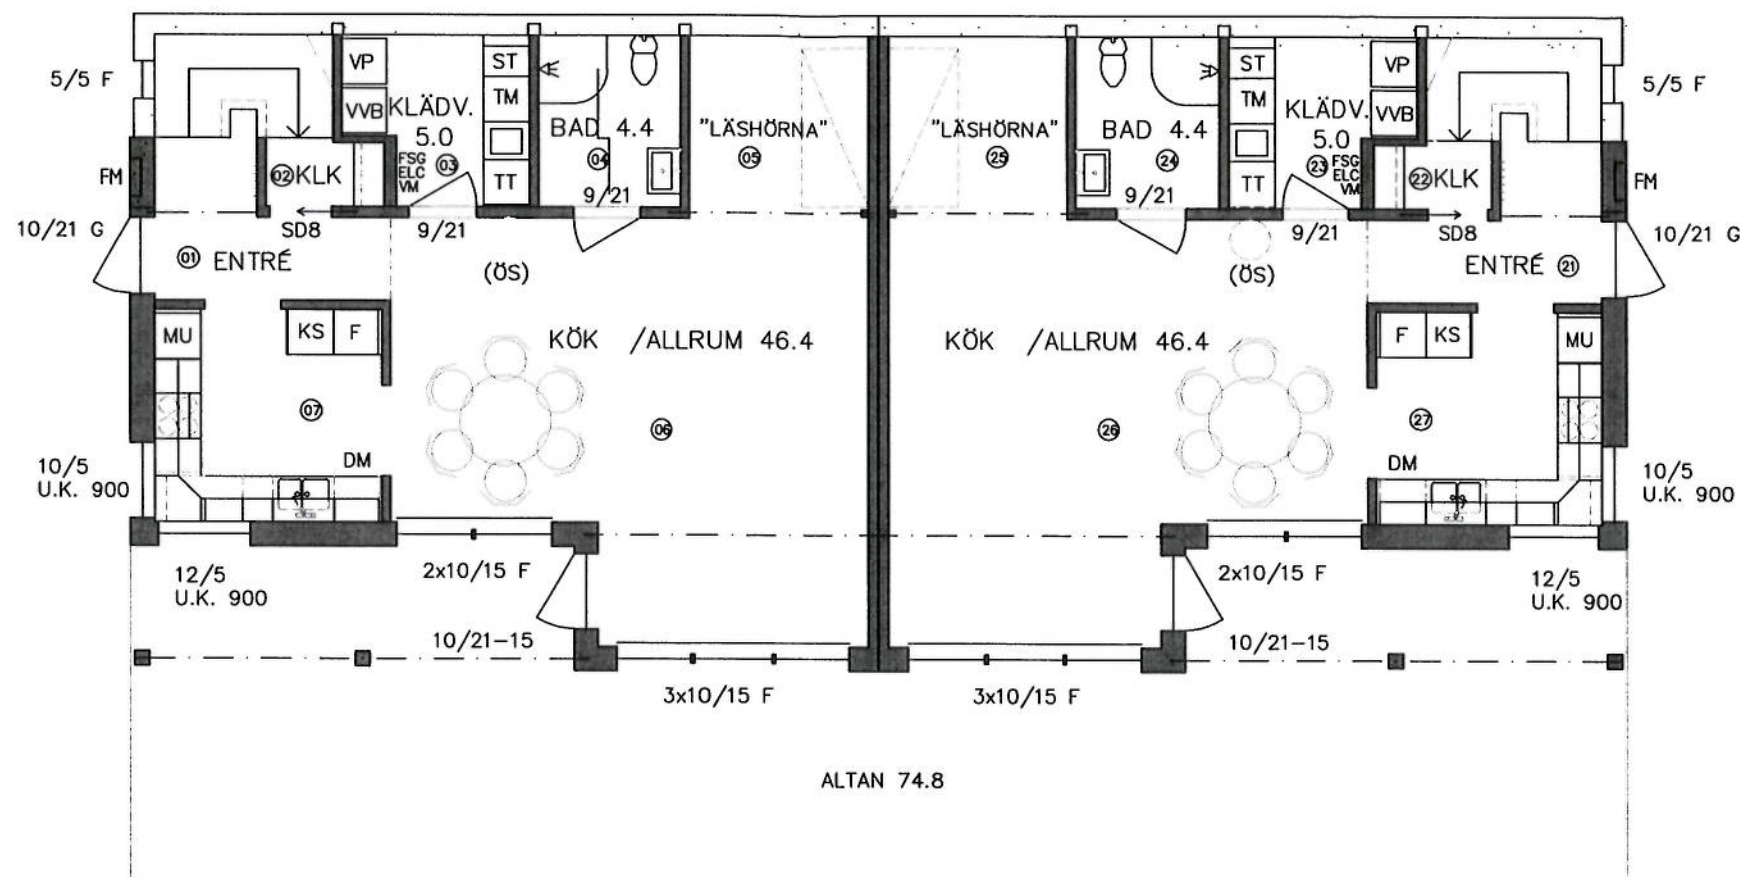 5/5 F
VP
VVB
KLÄDV.
5.0
FSG
ELC
VM
03
ST
TM
TT
BAD 4.4
04
9/21
"LÄSHÖRNA"
05
"LÄSHÖRNA"
25
BAD 4.4
24
9/21
ST
TM
TT
KLÄDV.
5.0
23
FSG
ELC
VM
VP
VVB
5/5 F
FM
02 KLK
22 KLK
FM
10/21 G
SD8
9/21
9/21
SD8
10/21 G
01 ENTRÉ
(ÖS)
(ÖS)
ENTRÉ 21
MU
KS
F
KÖK /ALLRUM 46.4
KÖK /ALLRUM 46.4
F
KS
MU
07
06
26
27
10/5
U.K. 900
DM
DM
10/5
U.K. 900
12/5
U.K. 900
2x10/15 F
2x10/15 F
12/5
U.K. 900
10/21-15
10/21-15
3x10/15 F
3x10/15 F
ALTAN 74.8